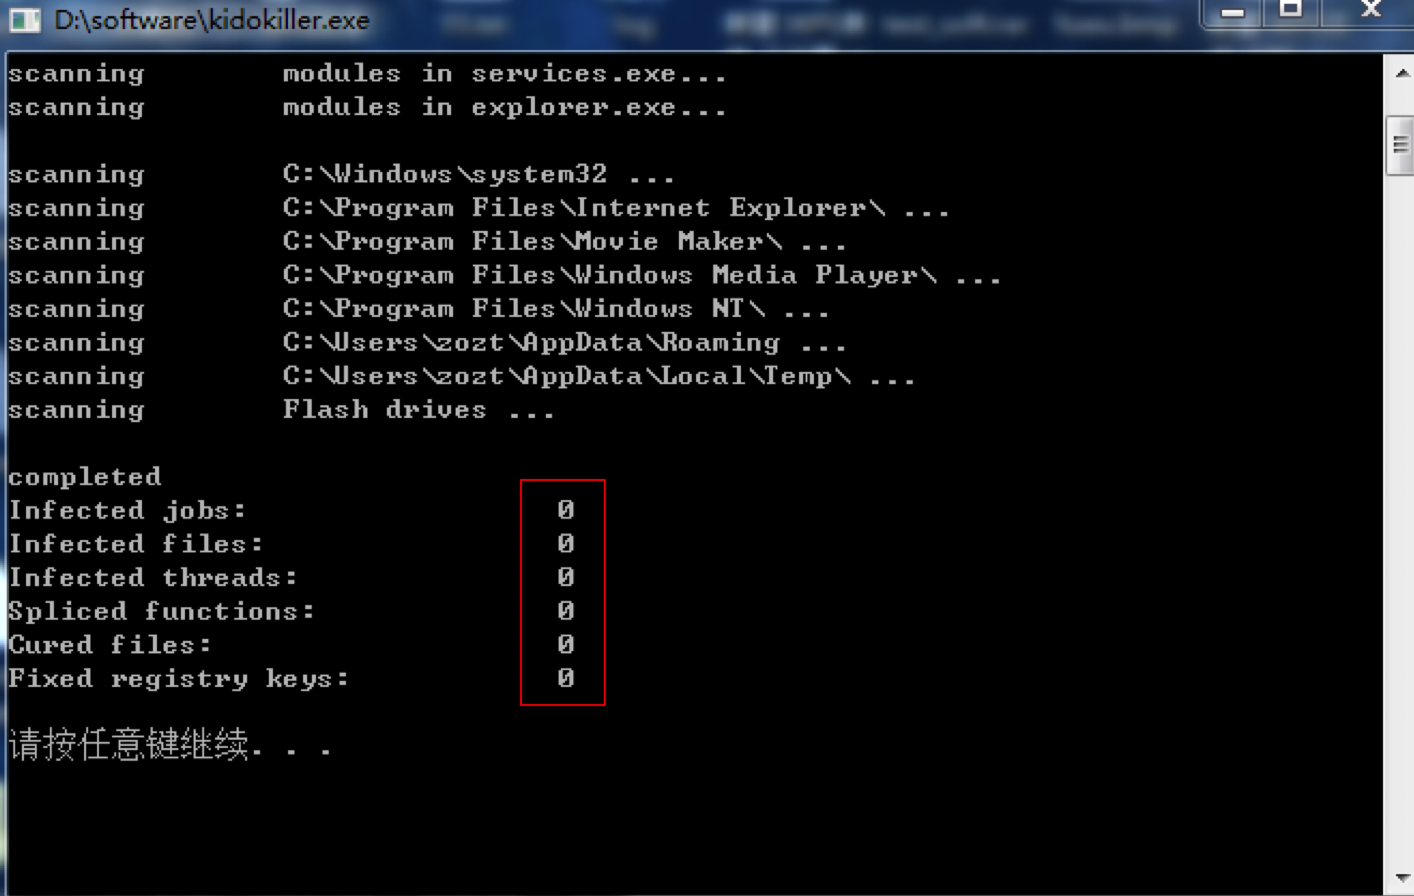 D:\software\kidokiller.exe
scanning modules in services.exe...
scanning modules in explorer.exe...
scanning C:\Windows\system32 ...
scanning C:\Program Files\Internet Explorer\ ...
scanning C:\Program Files\Movie Maker\ ...
scanning C:\Program Files\Windows Media Player\ ...
scanning C:\Program Files\Windows NT\ ...
scanning C:\Users\zozt\AppData\Roaming ...
scanning C:\Users\zozt\AppData\Local\Temp\ ...
scanning Flash drives ...
completed
Infected jobs: 0
Infected files: 0
Infected threads: 0
Spliced functions: 0
Cured files: 0
Fixed registry keys: 0
请按任意键继续. . .